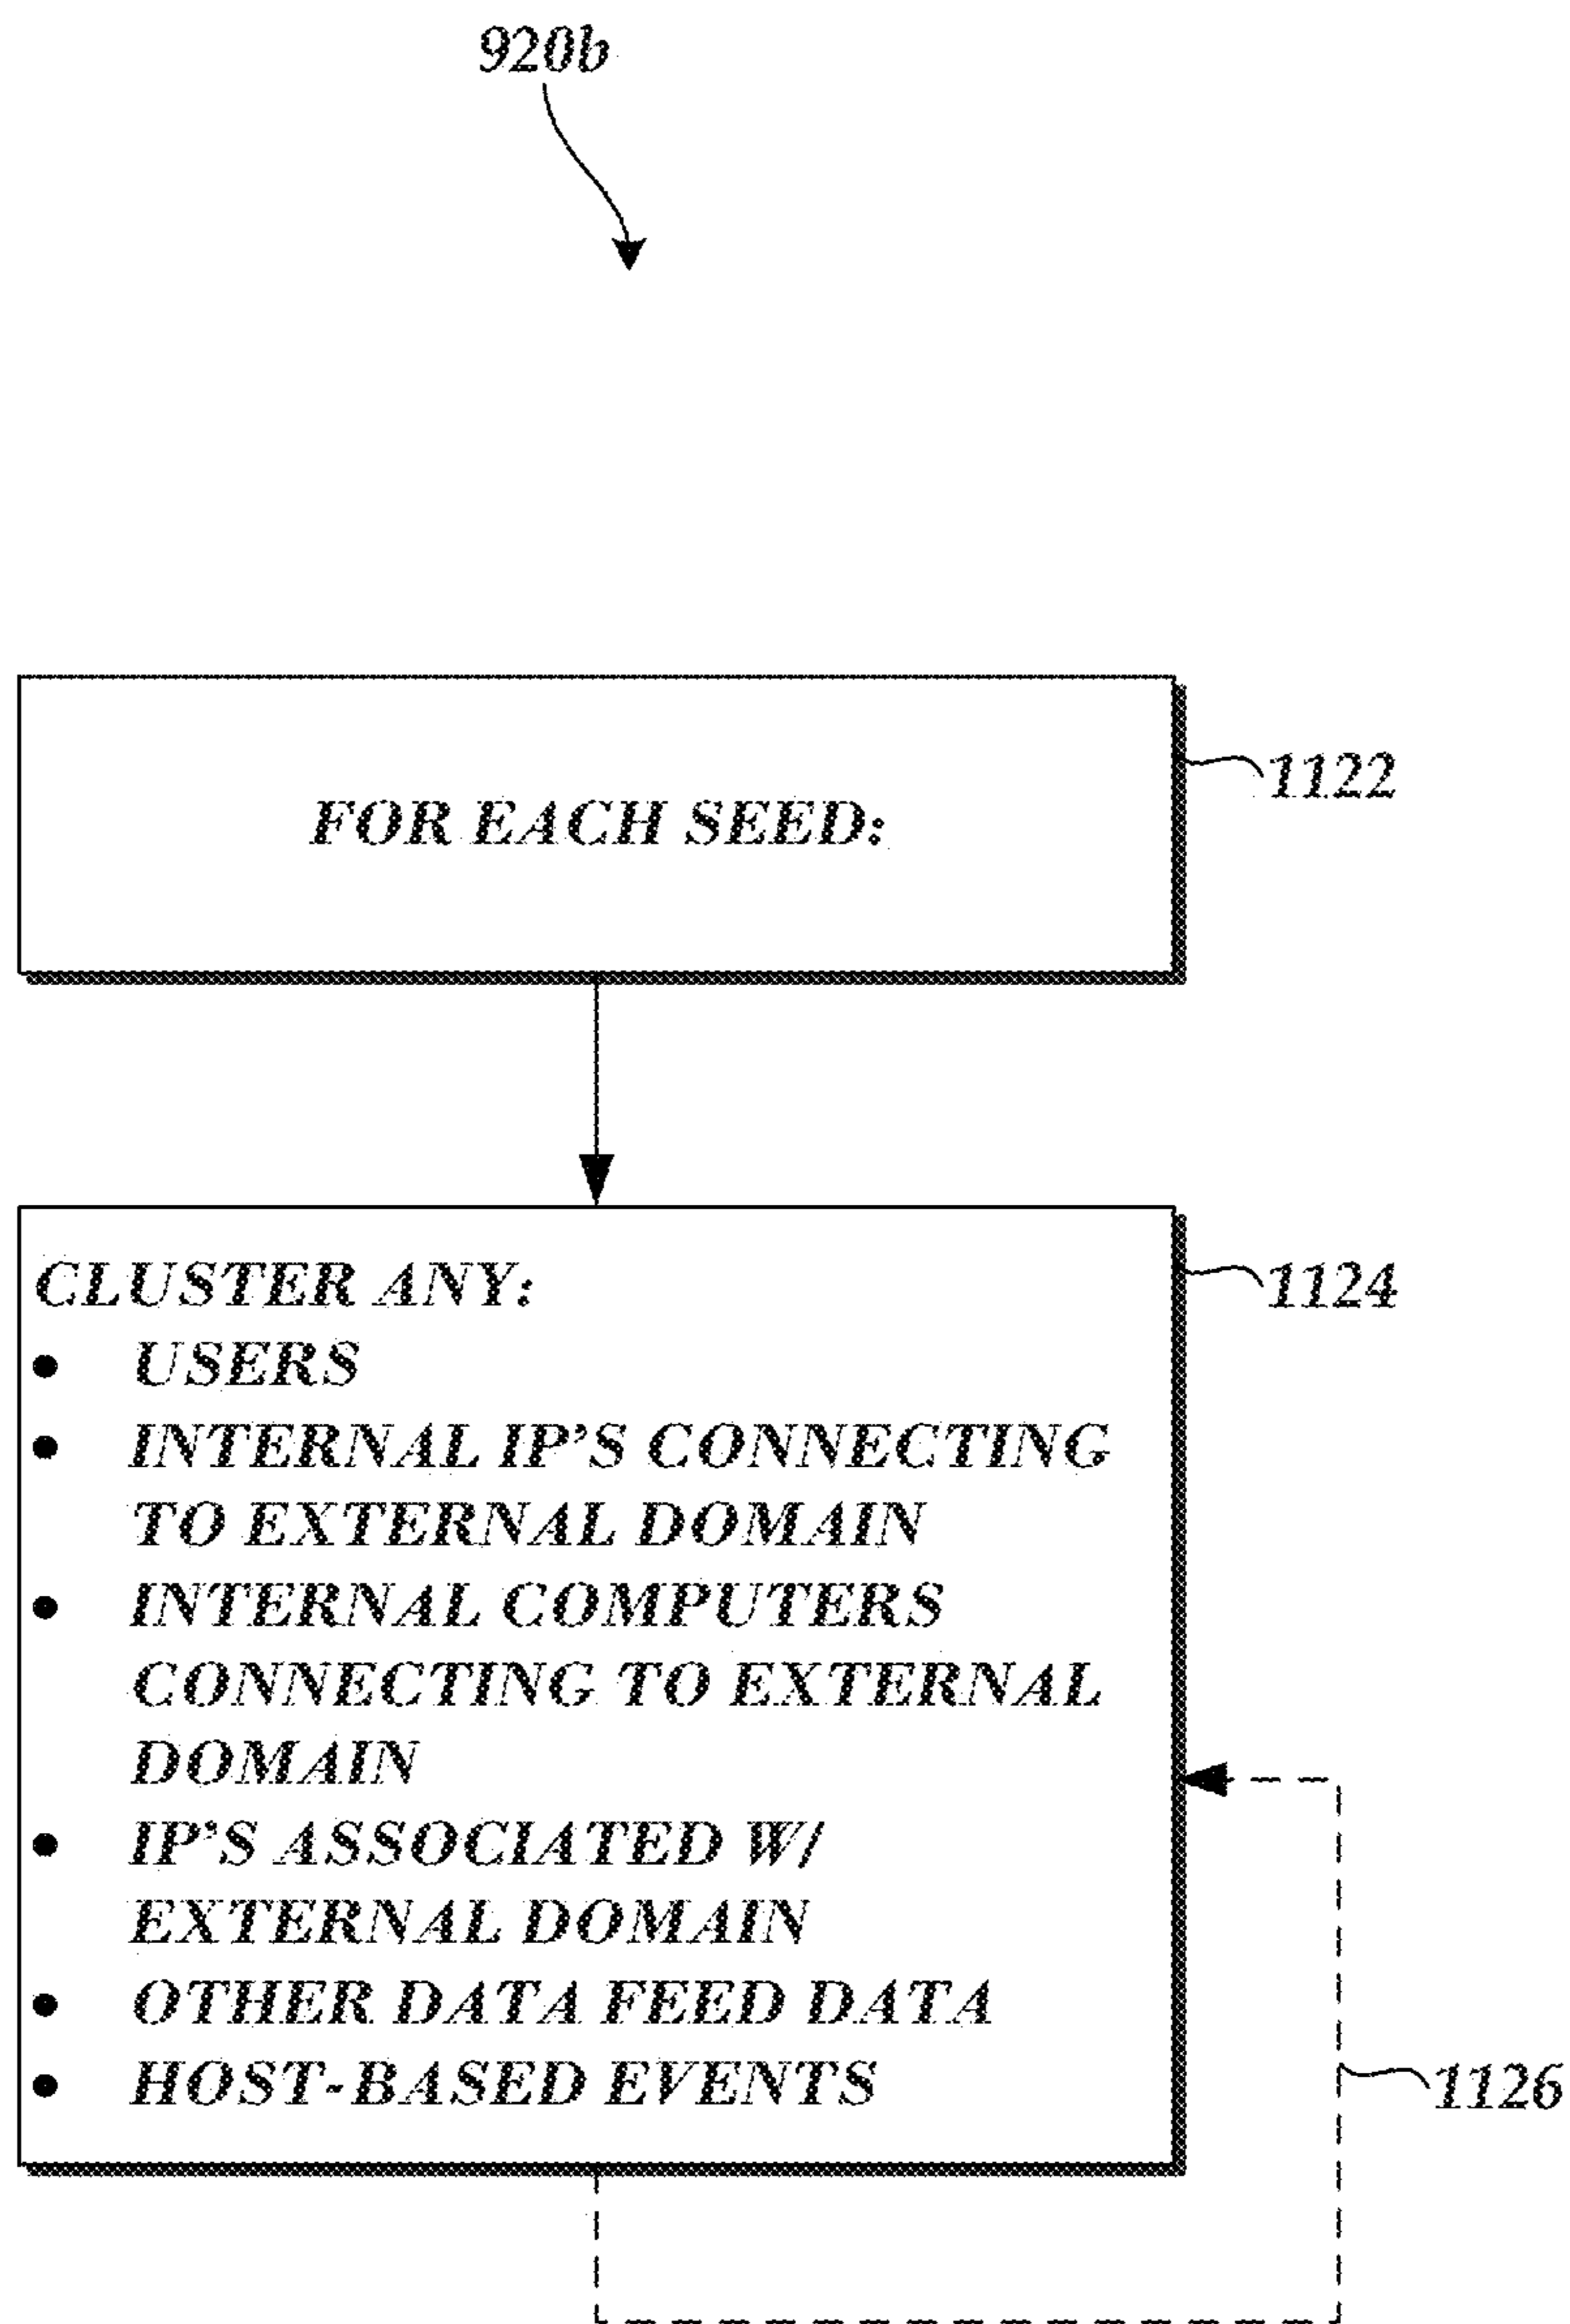 920b
FOR EACH SEED:
1122
CLUSTER ANY:
1124
• USERS
• INTERNAL IP’S CONNECTING
TO EXTERNAL DOMAIN
• INTERNAL COMPUTERS
CONNECTING TO EXTERNAL
DOMAIN
• IP’S ASSOCIATED W/
EXTERNAL DOMAIN
• OTHER DATA FEED DATA
• HOST-BASED EVENTS
1126